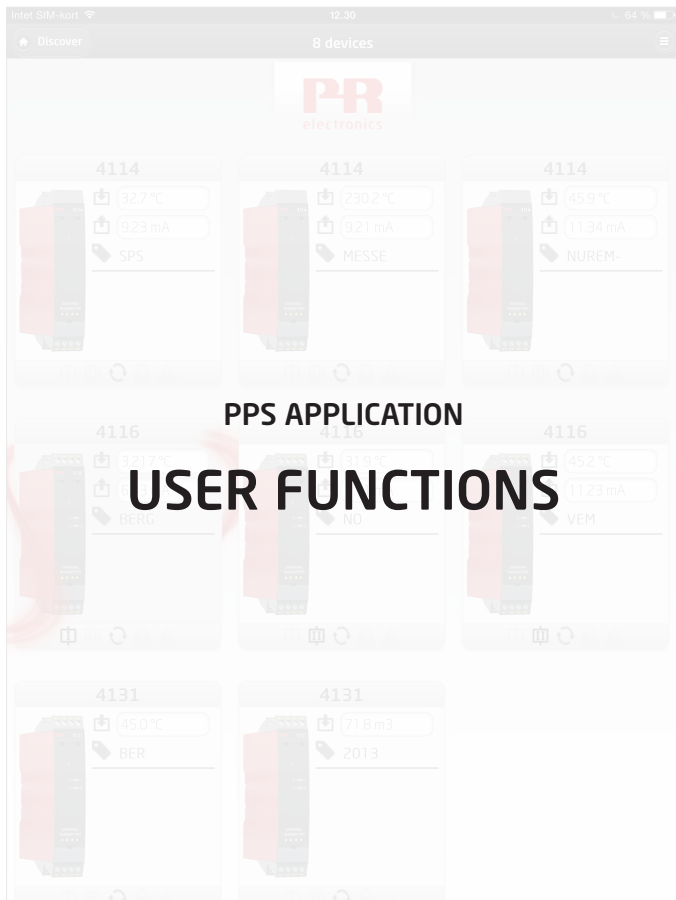 Intet SIM-kort 12.30 64 %
Discover 8 devices
PR
electronics
4114 4114 4114
32.7 °C 230.2 °C 45.9 °C
9.23 mA 9.21 mA 11.34 mA
SPS MESSE NUREM-
PPS APPLICATION
4116 4116 4116
31.9 °C 45.2 °C
USER FUNCTIONS
11.23 mA
BERG NO VEM
4131 4131
45.0 °C 71.8 m3
BER 2013